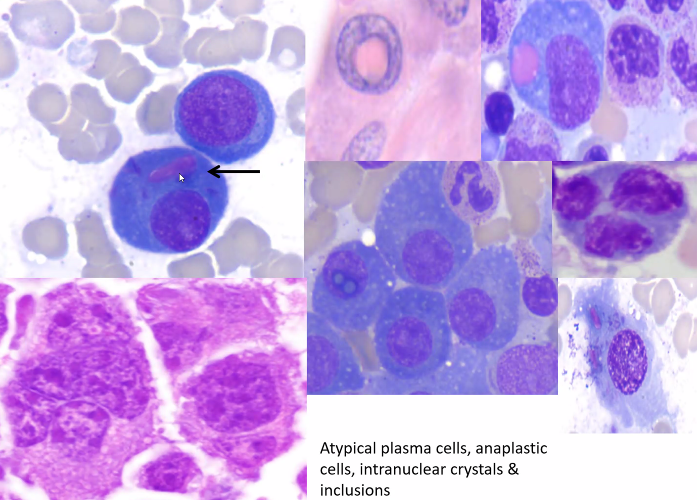 Atypical plasma cells, anaplastic
cells, intranuclear crystals &
inclusions